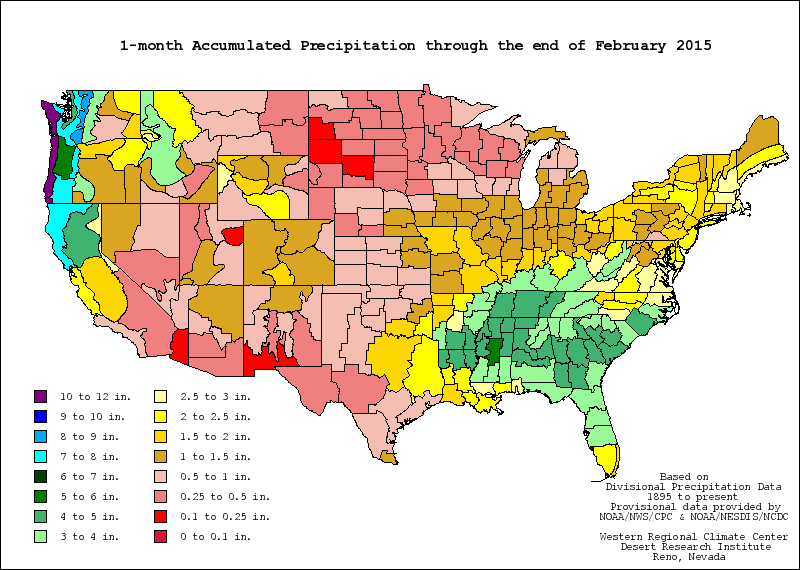 1-month Accumulated Precipitation through the end of February 2015
10 to 12 in.
9 to 10 in.
8 to 9 in.
7 to 8 in.
6 to 7 in.
5 to 6 in.
4 to 5 in.
3 to 4 in.
2.5 to 3 in.
2 to 2.5 in.
1.5 to 2 in.
1 to 1.5 in.
0.5 to 1 in.
0.25 to 0.5 in.
0.1 to 0.25 in.
0 to 0.1 in.
Based on
Divisional Precipitation Data
1895 to present
Provisional data provided by
NOAA/NWS/CPC & NOAA/NESDIS/NCDC
Western Regional Climate Center
Desert Research Institute
Reno, Nevada